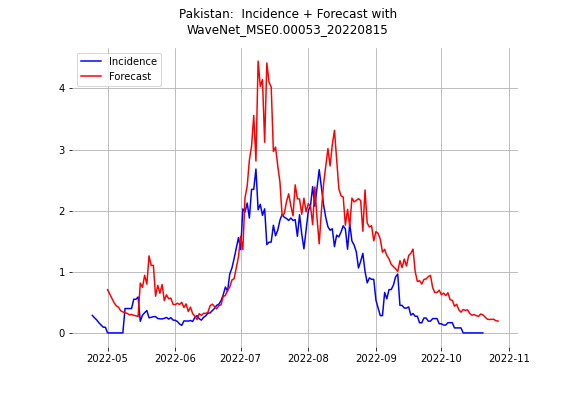 Pakistan:  Incidence + Forecast with
WaveNet_MSE0.00053_20220815
Incidence
Forecast
4
3
2
1
0
2022-05 2022-06 2022-07 2022-08 2022-09 2022-10 2022-11